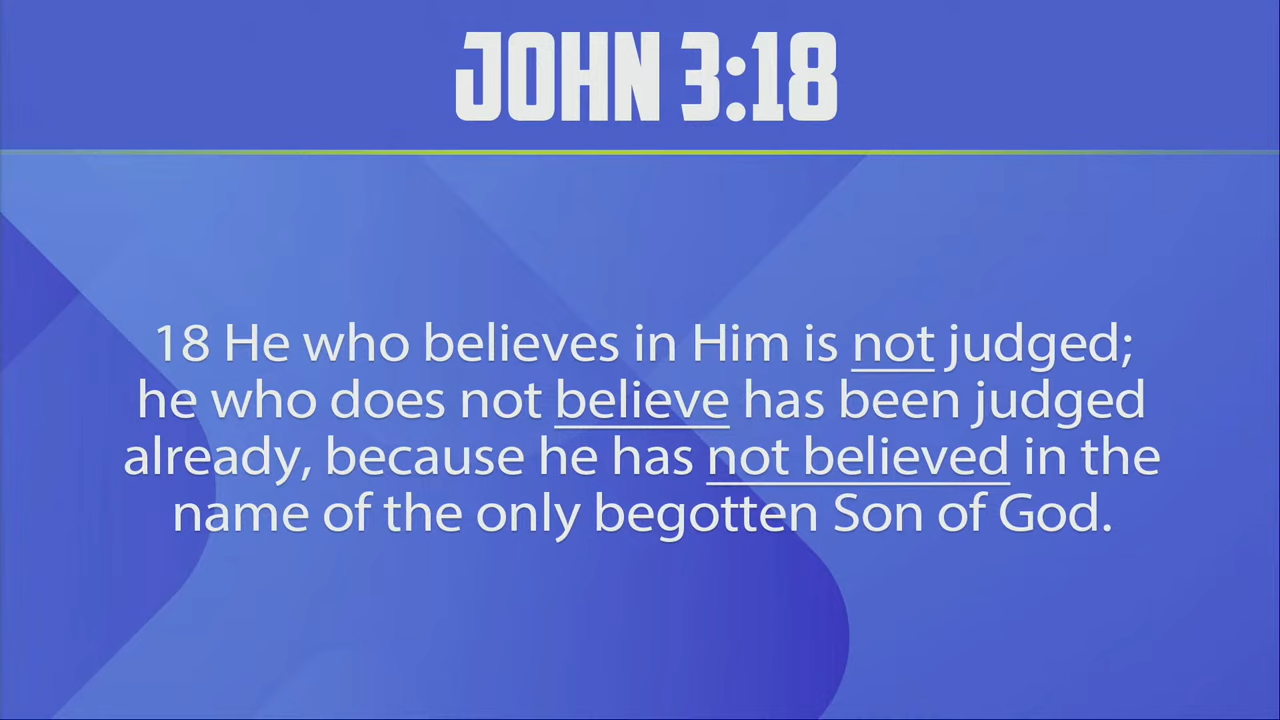 JOHN 3:18
18 He who believes in Him is not judged;
he who does not believe has been judged
already, because he has not believed in the
name of the only begotten Son of God.